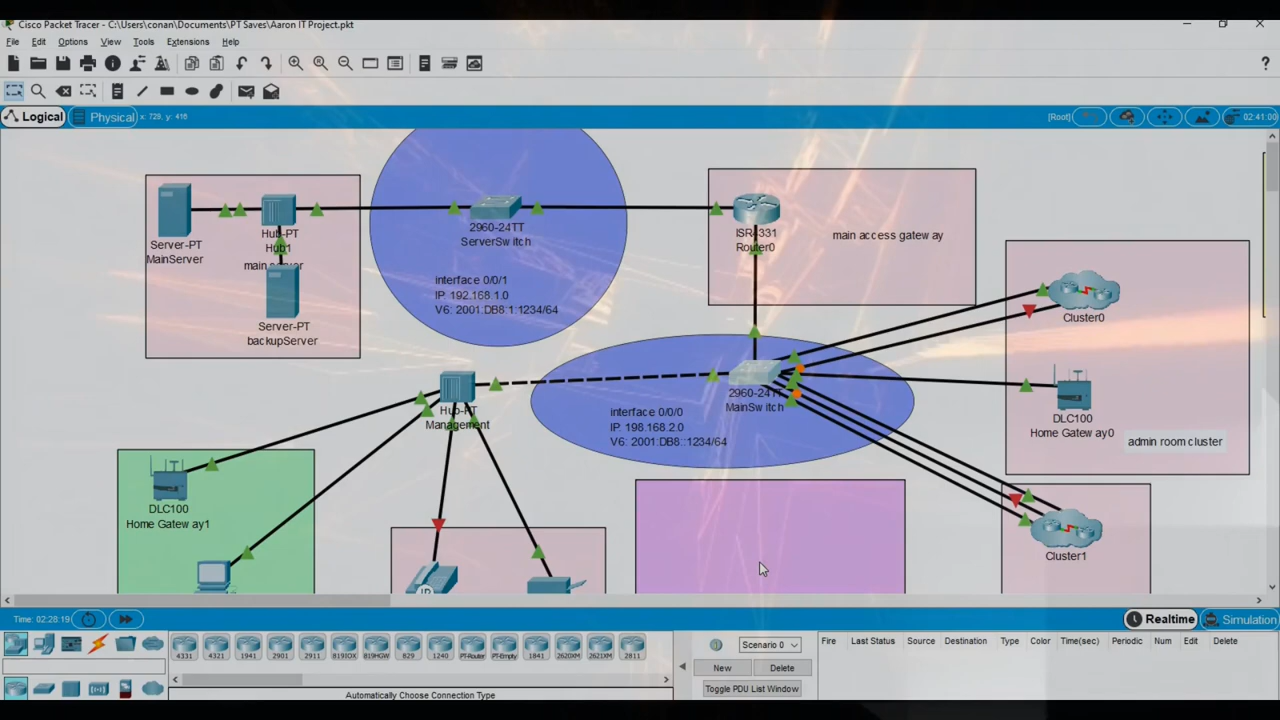 Cisco Packet Tracer - C:\Users\conan\Documents\PT Saves\Aaron IT Project.pkt
File Edit Options View Tools Extensions Help
?
Logical Physical x: 729, y: 416 [Root] 02:41:00
Server-PT
MainServer
Hub-PT
Hub1
main server
Server-PT
backupServer
2960-24TT
ServerSwitch
interface 0/0/1
IP: 192.168.1.0
V6: 2001:DB8:1:1234/64
ISR4331
Router0
main access gateway
Cluster0
DLC100
Home Gateway0
admin room cluster
2960-24TT
MainSwitch
interface 0/0/0
IP: 198.168.2.0
V6: 2001:DB8::1234/64
Hub-PT
Management
DLC100
Home Gateway1
IP
Cluster1
Time: 02:28:19 Realtime Simulation
4331 4321 1941 2901 2911 819IOX 819HGW 829 1240 PT-Router PT-Empty 1841 2620XM 2621XM 2811
Automatically Choose Connection Type
Scenario 0
New Delete
Toggle PDU List Window
Fire Last Status Source Destination Type Color Time(sec) Periodic Num Edit Delete